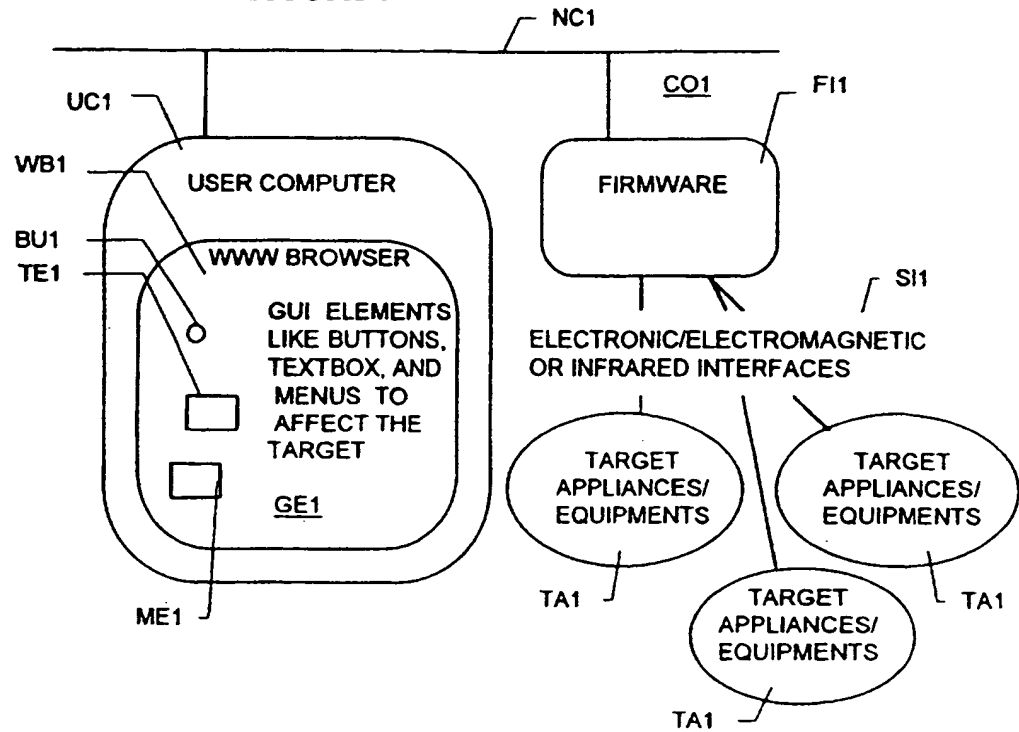 NC1
CO1
FI1
UC1
WB1
USER COMPUTER
FIRMWARE
BU1
WWW BROWSER
TE1
SI1
GUI ELEMENTS
LIKE BUTTONS,
TEXTBOX, AND
MENUS TO
AFFECT THE
TARGET
ELECTRONIC/ELECTROMAGNETIC
OR INFRARED INTERFACES
GE1
TARGET
APPLIANCES/
EQUIPMENTS
TARGET
APPLIANCES/
EQUIPMENTS
ME1
TA1
TA1
TARGET
APPLIANCES/
EQUIPMENTS
TA1